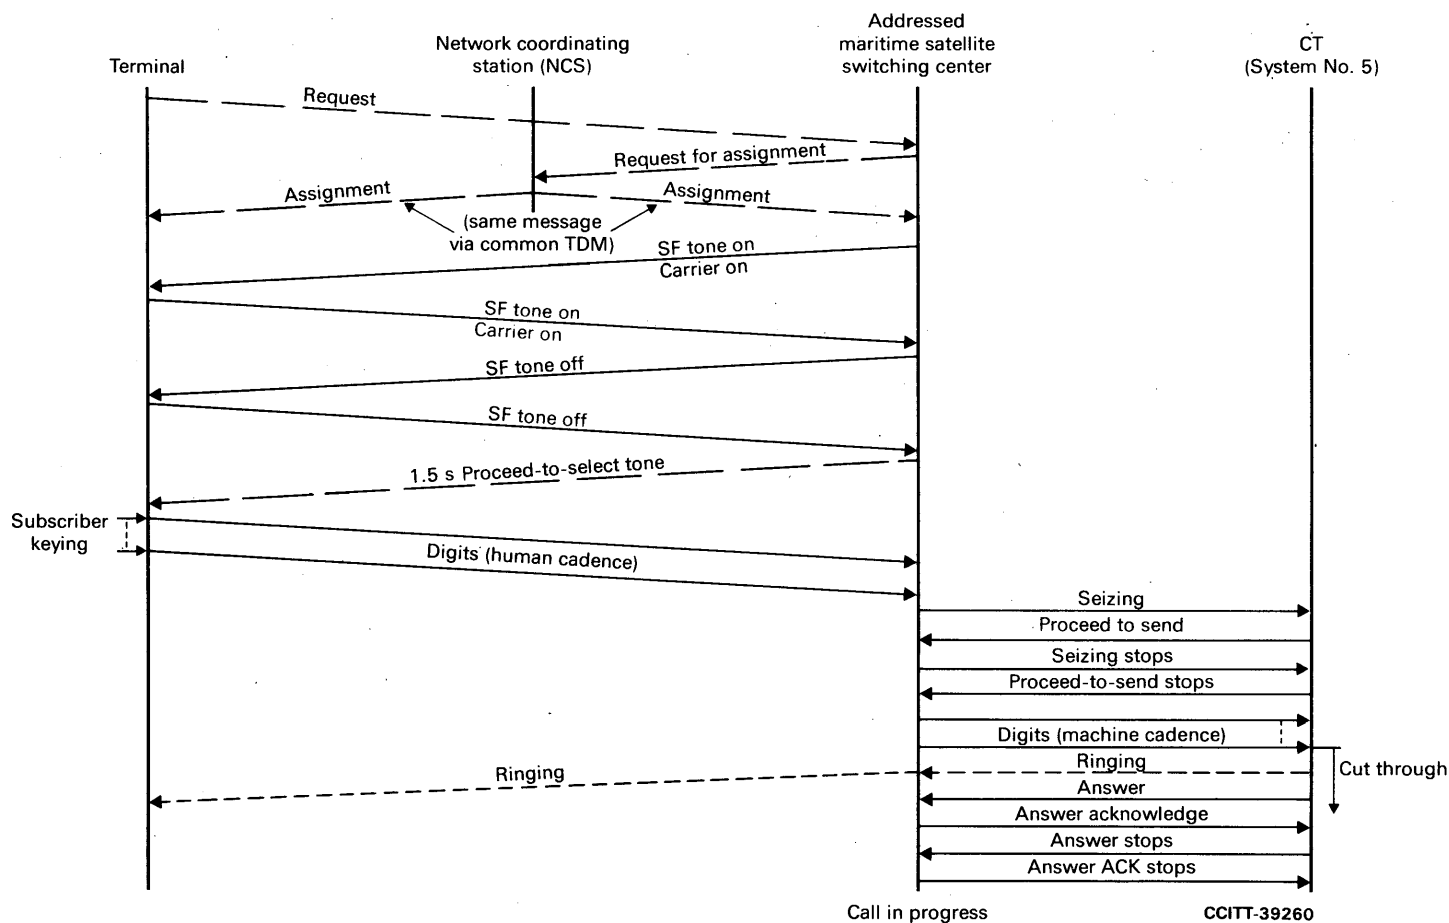 Terminal
Network coordinating
station (NCS)
Addressed
maritime satellite
switching center
CT
(System No. 5)
Request
Request for assignment
Assignment
Assignment
(same message
via common TDM)
SF tone on
Carrier on
SF tone on
Carrier on
SF tone off
SF tone off
1.5 s Proceed-to-select tone
Subscriber
keying
Digits (human cadence)
Seizing
Proceed to send
Seizing stops
Proceed-to-send stops
Digits (machine cadence)
Ringing
Ringing
Cut through
Answer
Answer acknowledge
Answer stops
Answer ACK stops
Call in progress
CCITT-39260